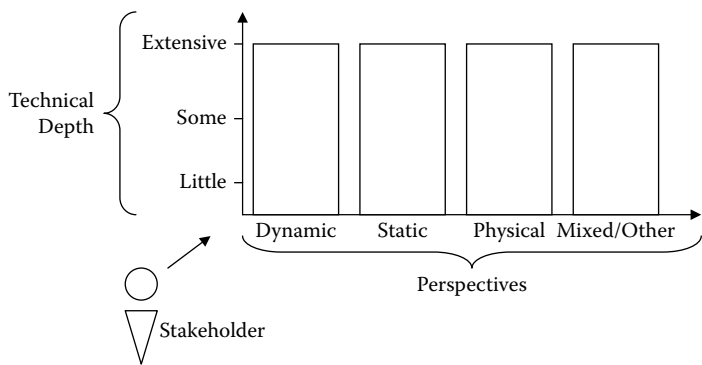 Extensive
Technical
Depth
Some
Little
Dynamic Static Physical Mixed/Other
Perspectives
Stakeholder